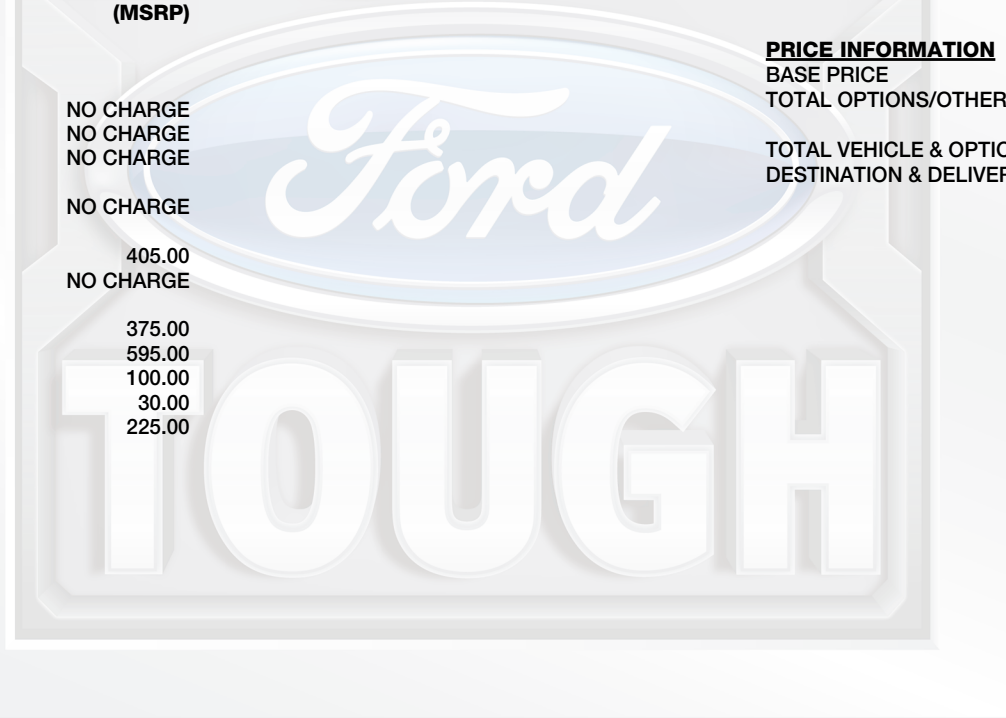 (MSRP)
NO CHARGE
NO CHARGE
NO CHARGE
NO CHARGE
405.00
NO CHARGE
375.00
595.00
100.00
30.00
225.00
PRICE INFORMATION
BASE PRICE
TOTAL OPTIONS/OTHER
TOTAL VEHICLE & OPTIO
DESTINATION & DELIVER
Ford
TOUGH